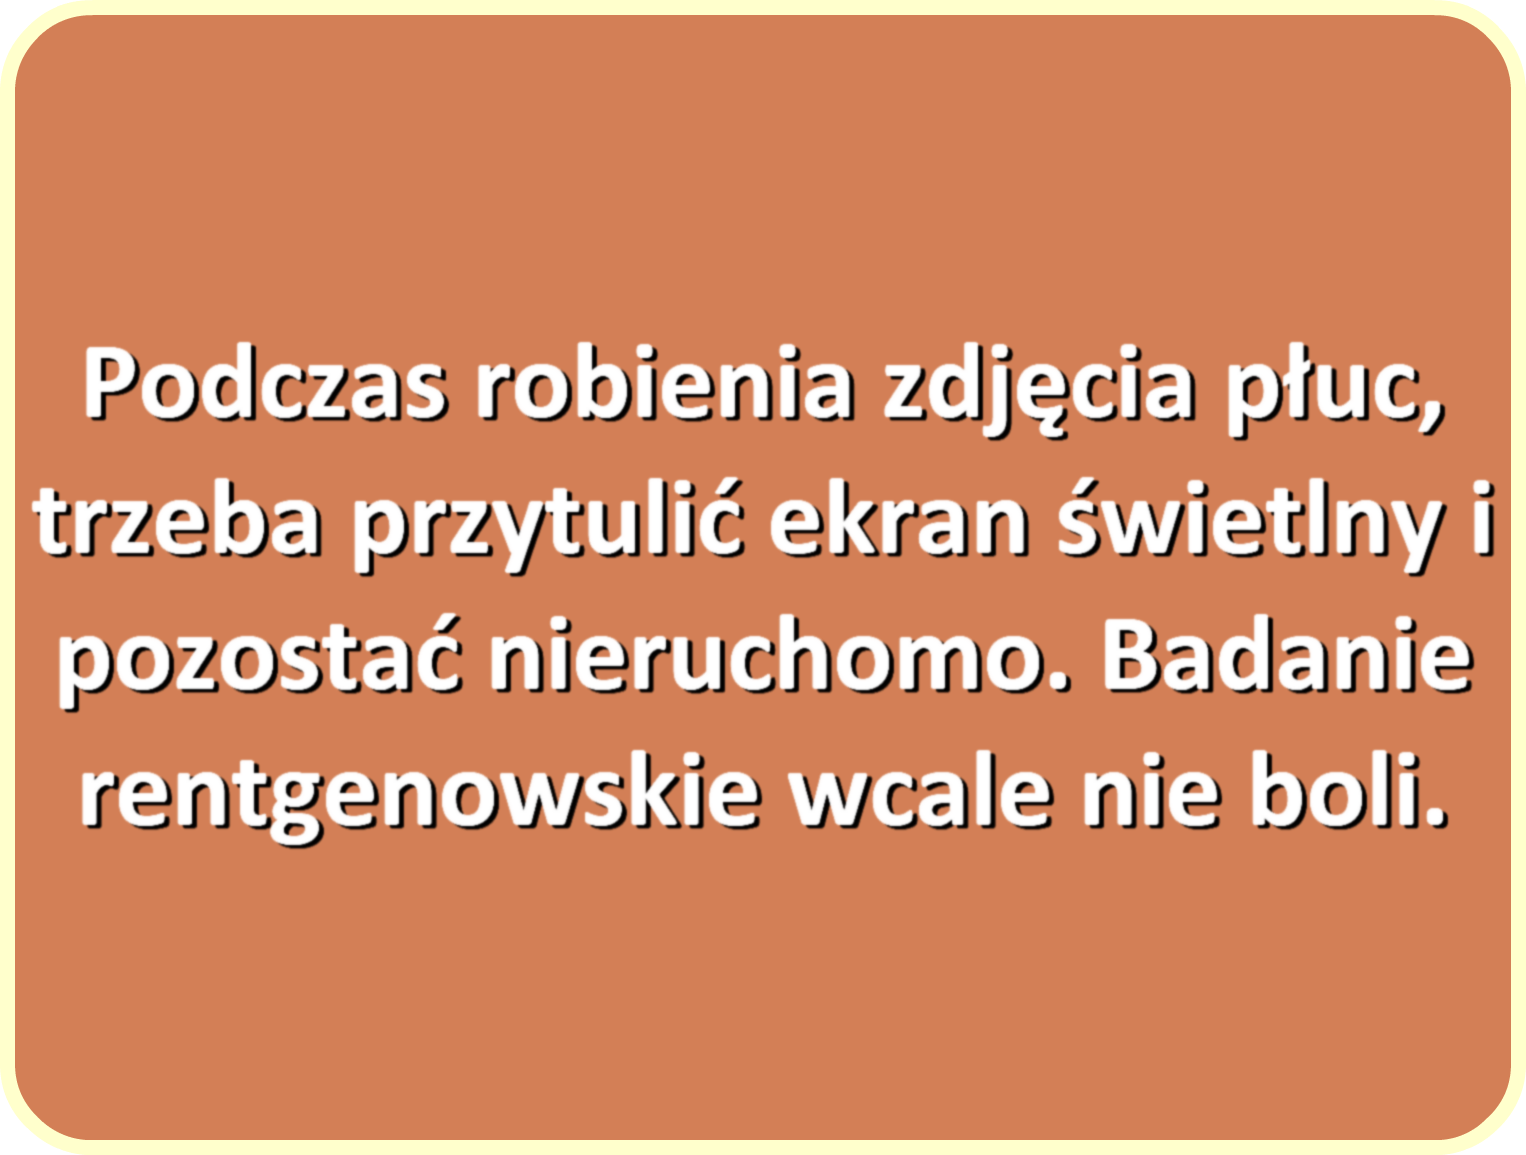 Podczas robienia zdjęcia płuc,
trzeba przytulić ekran świetlny i
pozostać nieruchomo. Badanie
rentgenowskie wcale nie boli.